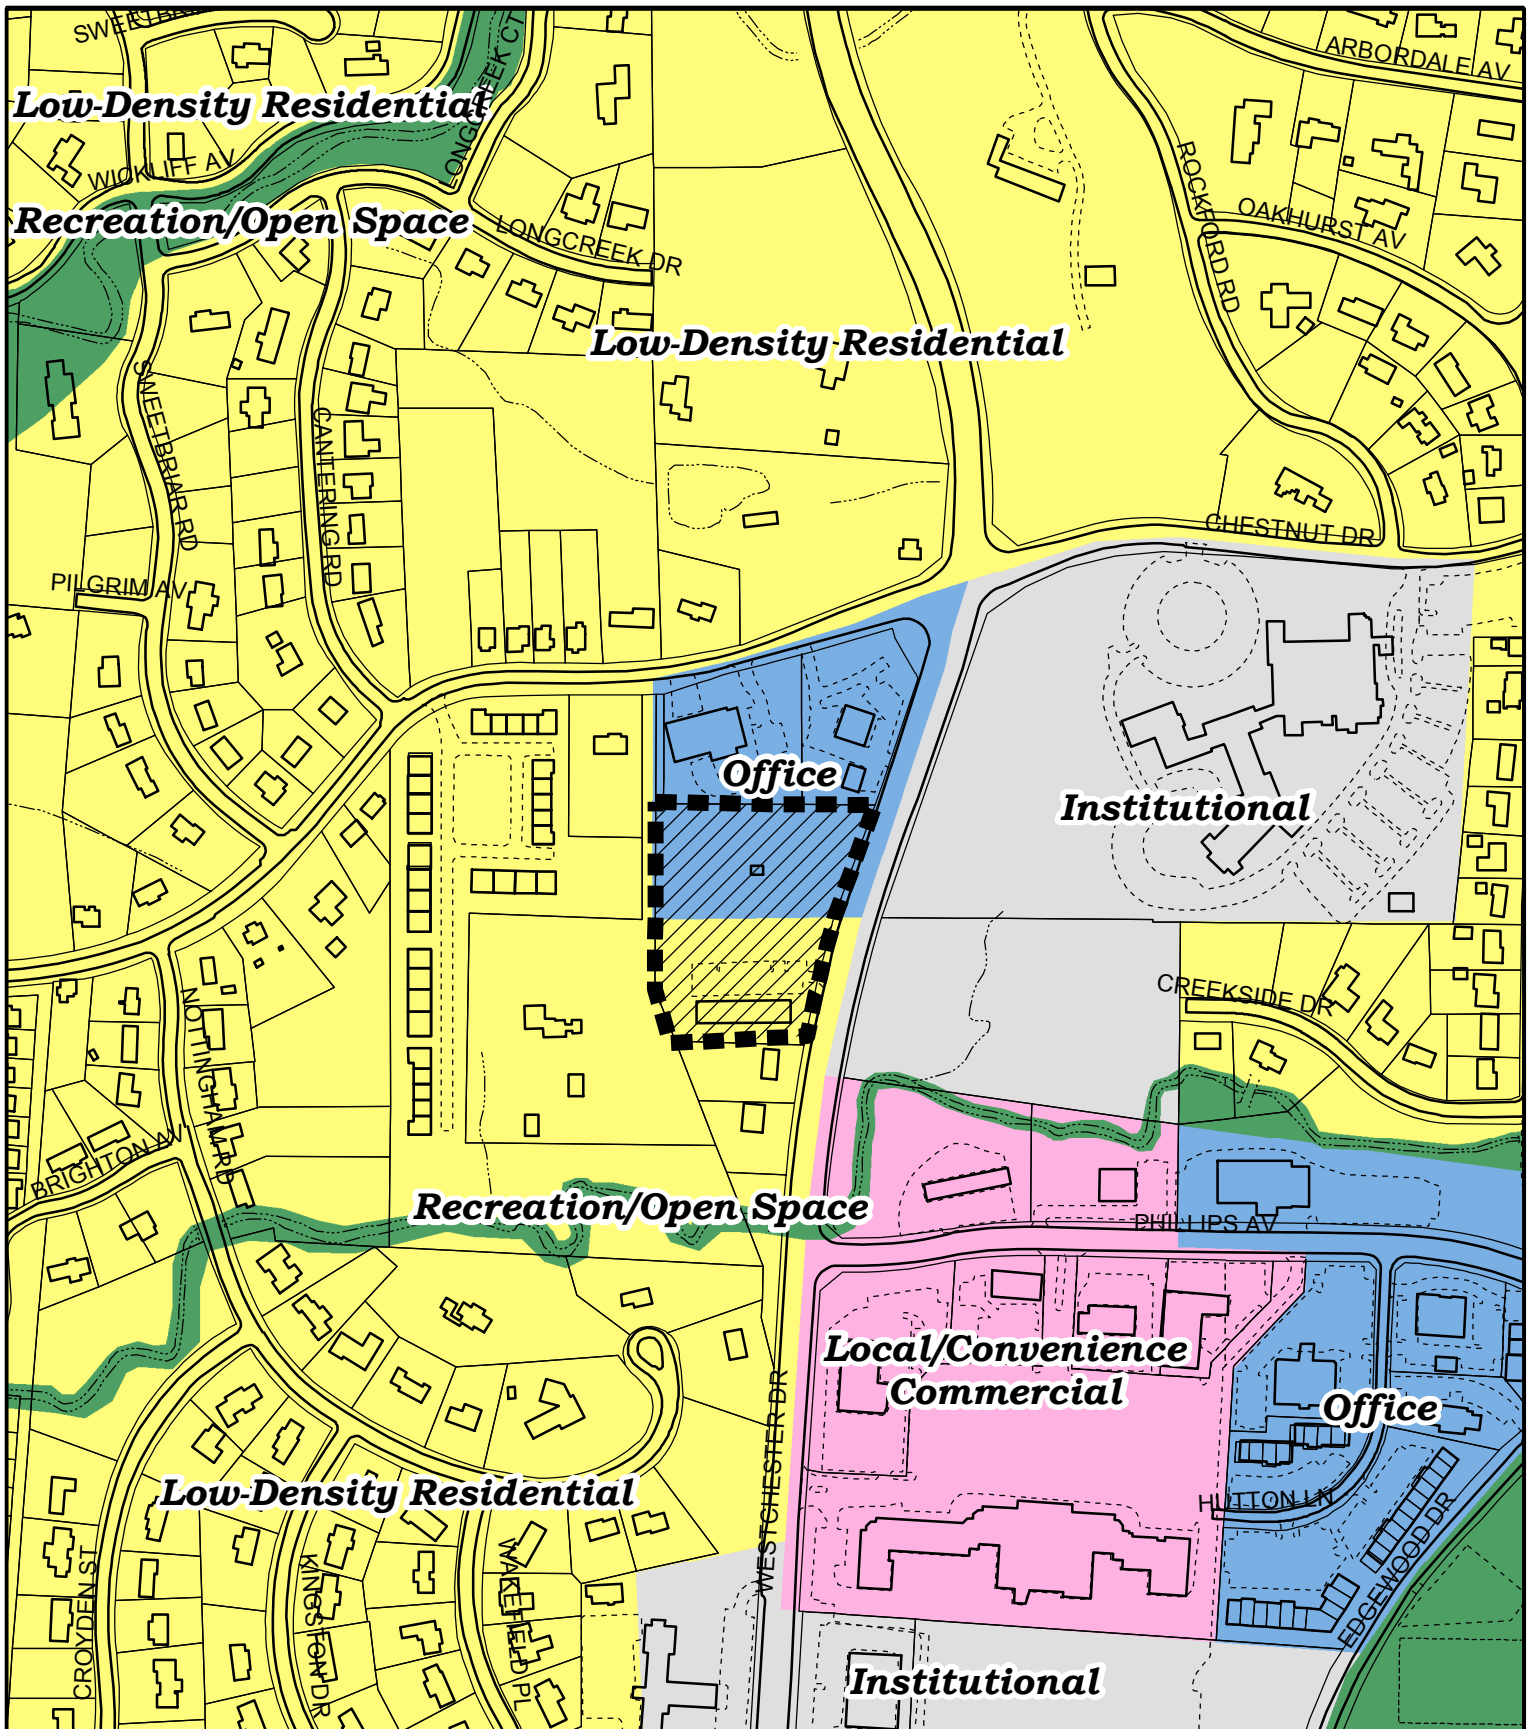 ARBORDALE AV
Low-Density Residential
LONGCREEK CT
WICKLIFF AV
ROCKFORD RD
Recreation/Open Space
OAKHURST AV
LONGCREEK DR
Low-Density Residential
SWEETBRIAR RD
CANTERING RD
CHESTNUT DR
PILGRIM AV
Office
Institutional
CREEKSIDE DR
NOTTINGHAM RD
BRIGHTON AV
Recreation/Open Space
PHILLIPS AV
Local/Convenience
Commercial
Office
WESTCHESTER DR
Low-Density Residential
HUTTON LN
EDGEWOOD DR
CROYDEN ST
KINGSTON DR
WAKEFIELD PL
Institutional